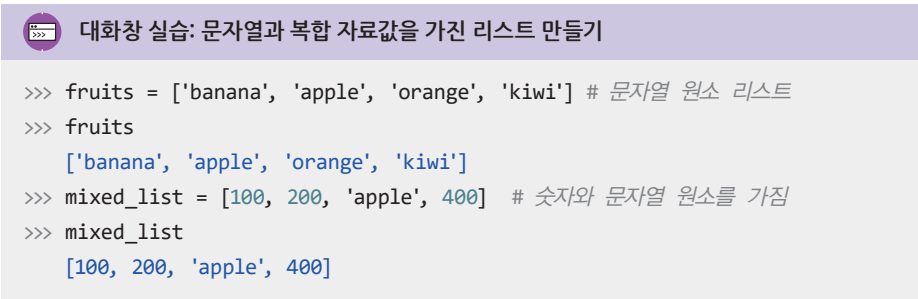 >>>
대화창 실습: 문자열과 복합 자료값을 가진 리스트 만들기
>>> fruits = ['banana', 'apple', 'orange', 'kiwi'] # 문자열 원소 리스트
>>> fruits
['banana', 'apple', 'orange', 'kiwi']
>>> mixed_list = [100, 200, 'apple', 400] # 숫자와 문자열 원소를 가짐
>>> mixed_list
[100, 200, 'apple', 400]